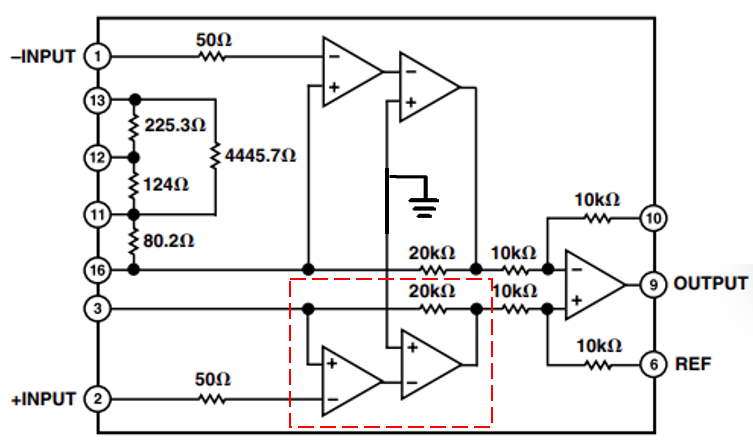 50Ω
–INPUT 1
– – + +
13
225.3Ω
4445.7Ω
12
124Ω
11
80.2Ω
10kΩ 10
16
20kΩ 10kΩ
– +
9 OUTPUT
3
20kΩ 10kΩ
+ – + –
10kΩ
6 REF
50Ω
+INPUT 2